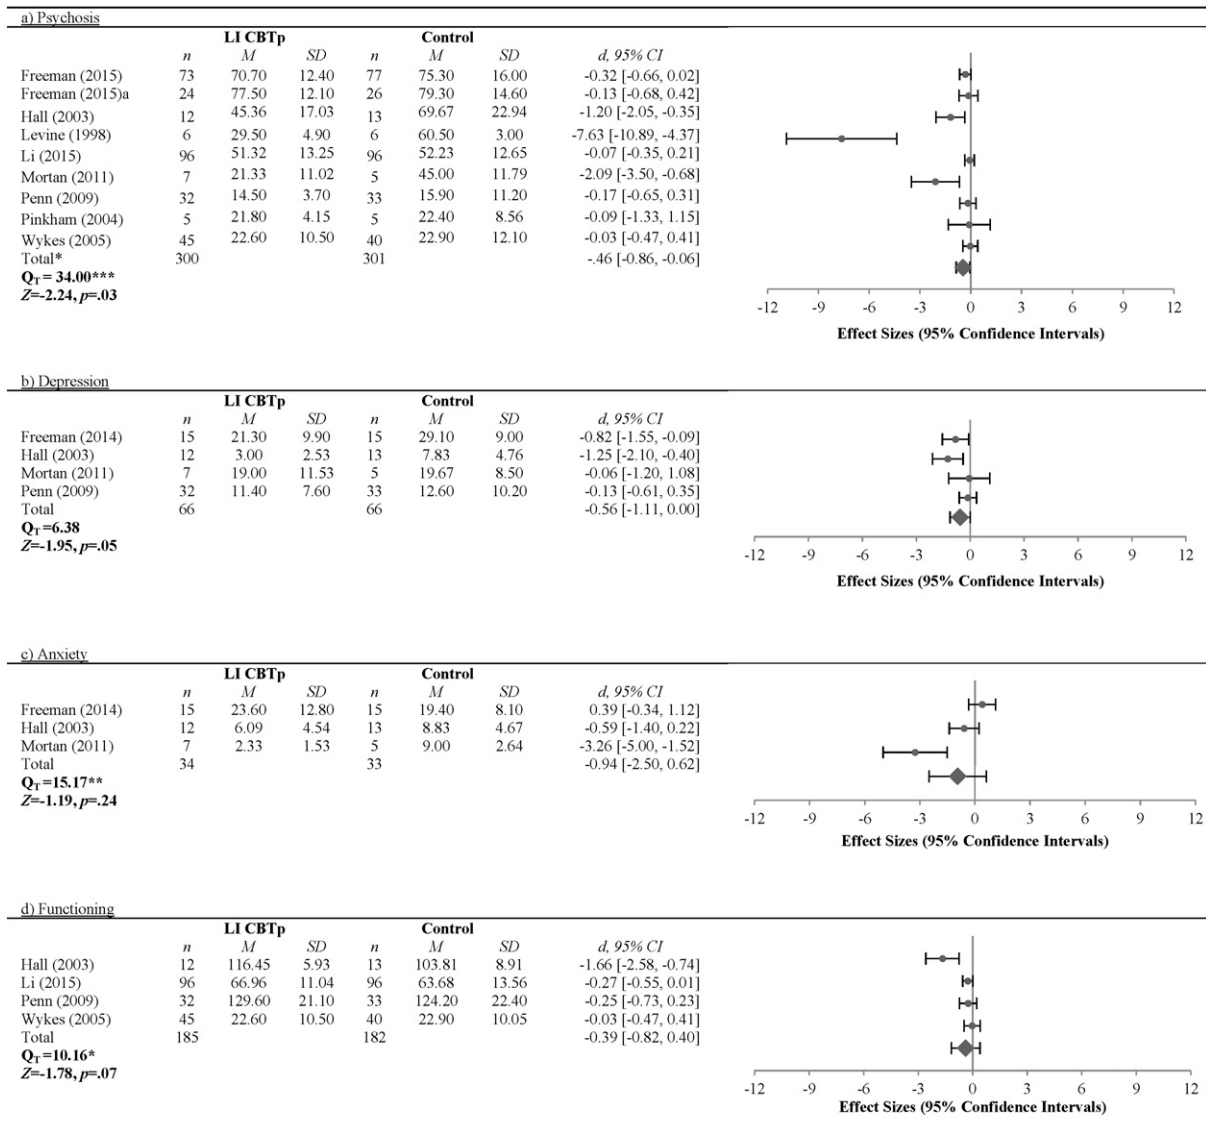 a) Psychosis
LI CBTp Control
n M SD n M SD d, 95% CI
Freeman (2015) 73 70.70 12.40 77 75.30 16.00 -0.32 [-0.66, 0.02]
Freeman (2015)a 24 77.50 12.10 26 79.30 14.60 -0.13 [-0.68, 0.42]
Hall (2003) 12 45.36 17.03 13 69.67 22.94 -1.20 [-2.05, -0.35]
Levine (1998) 6 29.50 4.90 6 60.50 3.00 -7.63 [-10.89, -4.37]
Li (2015) 96 51.32 13.25 96 52.23 12.65 -0.07 [-0.35, 0.21]
Mortan (2011) 7 21.33 11.02 5 45.00 11.79 -2.09 [-3.50, -0.68]
Penn (2009) 32 14.50 3.70 33 15.90 11.20 -0.17 [-0.65, 0.31]
Pinkham (2004) 5 21.80 4.15 5 22.40 8.56 -0.09 [-1.33, 1.15]
Wykes (2005) 45 22.60 10.50 40 22.90 12.10 -0.03 [-0.47, 0.41]
Total* 300 301 -.46 [-0.86, -0.06]
QT = 34.00***
Z=-2.24, p=.03
-12 -9 -6 -3 0 3 6 9 12
Effect Sizes (95% Confidence Intervals)
b) Depression
LI CBTp Control
n M SD n M SD d, 95% CI
Freeman (2014) 15 21.30 9.90 15 29.10 9.00 -0.82 [-1.55, -0.09]
Hall (2003) 12 3.00 2.53 13 7.83 4.76 -1.25 [-2.10, -0.40]
Mortan (2011) 7 19.00 11.53 5 19.67 8.50 -0.06 [-1.20, 1.08]
Penn (2009) 32 11.40 7.60 33 12.60 10.20 -0.13 [-0.61, 0.35]
Total 66 66 -0.56 [-1.11, 0.00]
QT =6.38
Z=-1.95, p=.05
-12 -9 -6 -3 0 3 6 9 12
Effect Sizes (95% Confidence Intervals)
c) Anxiety
LI CBTp Control
n M SD n M SD d, 95% CI
Freeman (2014) 15 23.60 12.80 15 19.40 8.10 0.39 [-0.34, 1.12]
Hall (2003) 12 6.09 4.54 13 8.83 4.67 -0.59 [-1.40, 0.22]
Mortan (2011) 7 2.33 1.53 5 9.00 2.64 -3.26 [-5.00, -1.52]
Total 34 33 -0.94 [-2.50, 0.62]
QT =15.17**
Z=-1.19, p=.24
-12 -9 -6 -3 0 3 6 9 12
Effect Sizes (95% Confidence Intervals)
d) Functioning
LI CBTp Control
n M SD n M SD d, 95% CI
Hall (2003) 12 116.45 5.93 13 103.81 8.91 -1.66 [-2.58, -0.74]
Li (2015) 96 66.96 11.04 96 63.68 13.56 -0.27 [-0.55, 0.01]
Penn (2009) 32 129.60 21.10 33 124.20 22.40 -0.25 [-0.73, 0.23]
Wykes (2005) 45 22.60 10.50 40 22.90 10.05 -0.03 [-0.47, 0.41]
Total 185 182 -0.39 [-0.82, 0.40]
QT =10.16*
Z=-1.78, p=.07
-12 -9 -6 -3 0 3 6 9 12
Effect Sizes (95% Confidence Intervals)